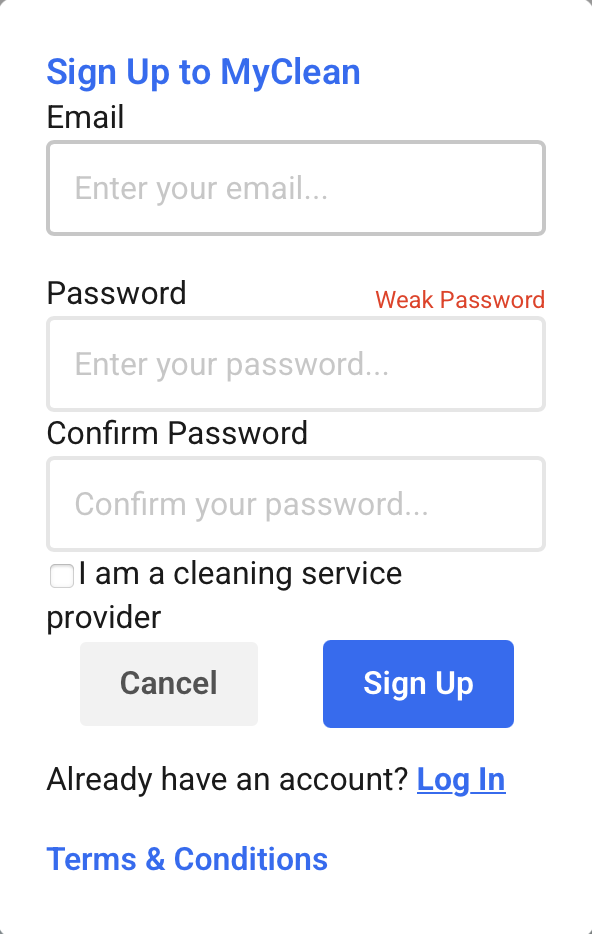 Sign Up to MyClean
Email
Enter your email...
Password
Weak Password
Enter your password...
Confirm Password
Confirm your password...
I am a cleaning service
provider
Cancel
Sign Up
Already have an account? Log In
Terms & Conditions